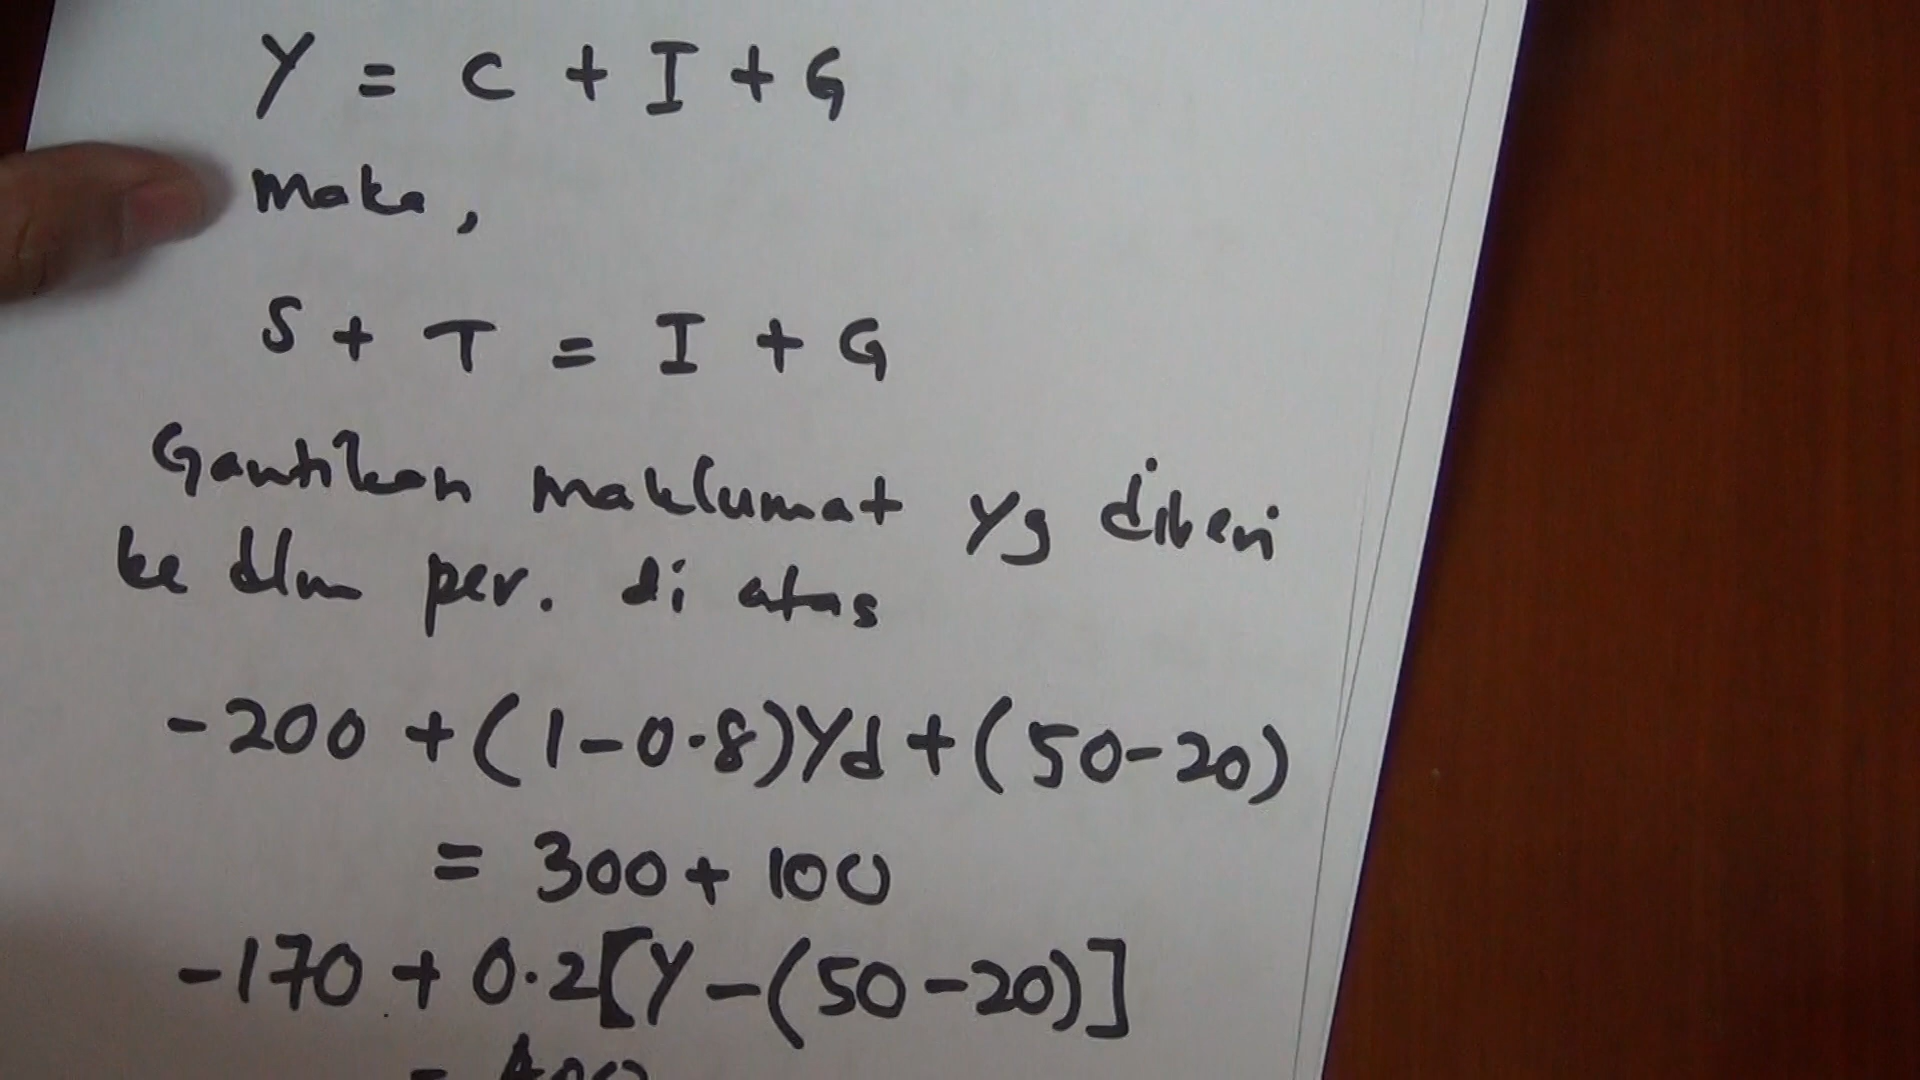 Y = C + I + G
maka,
S + T = I + G
Gantikan maklumat yg diberi
ke dlm per. di atas
-200 + (1-0.8)Yd + (50-20)
= 300 + 100
-170 + 0.2[Y-(50-20)]
= 400